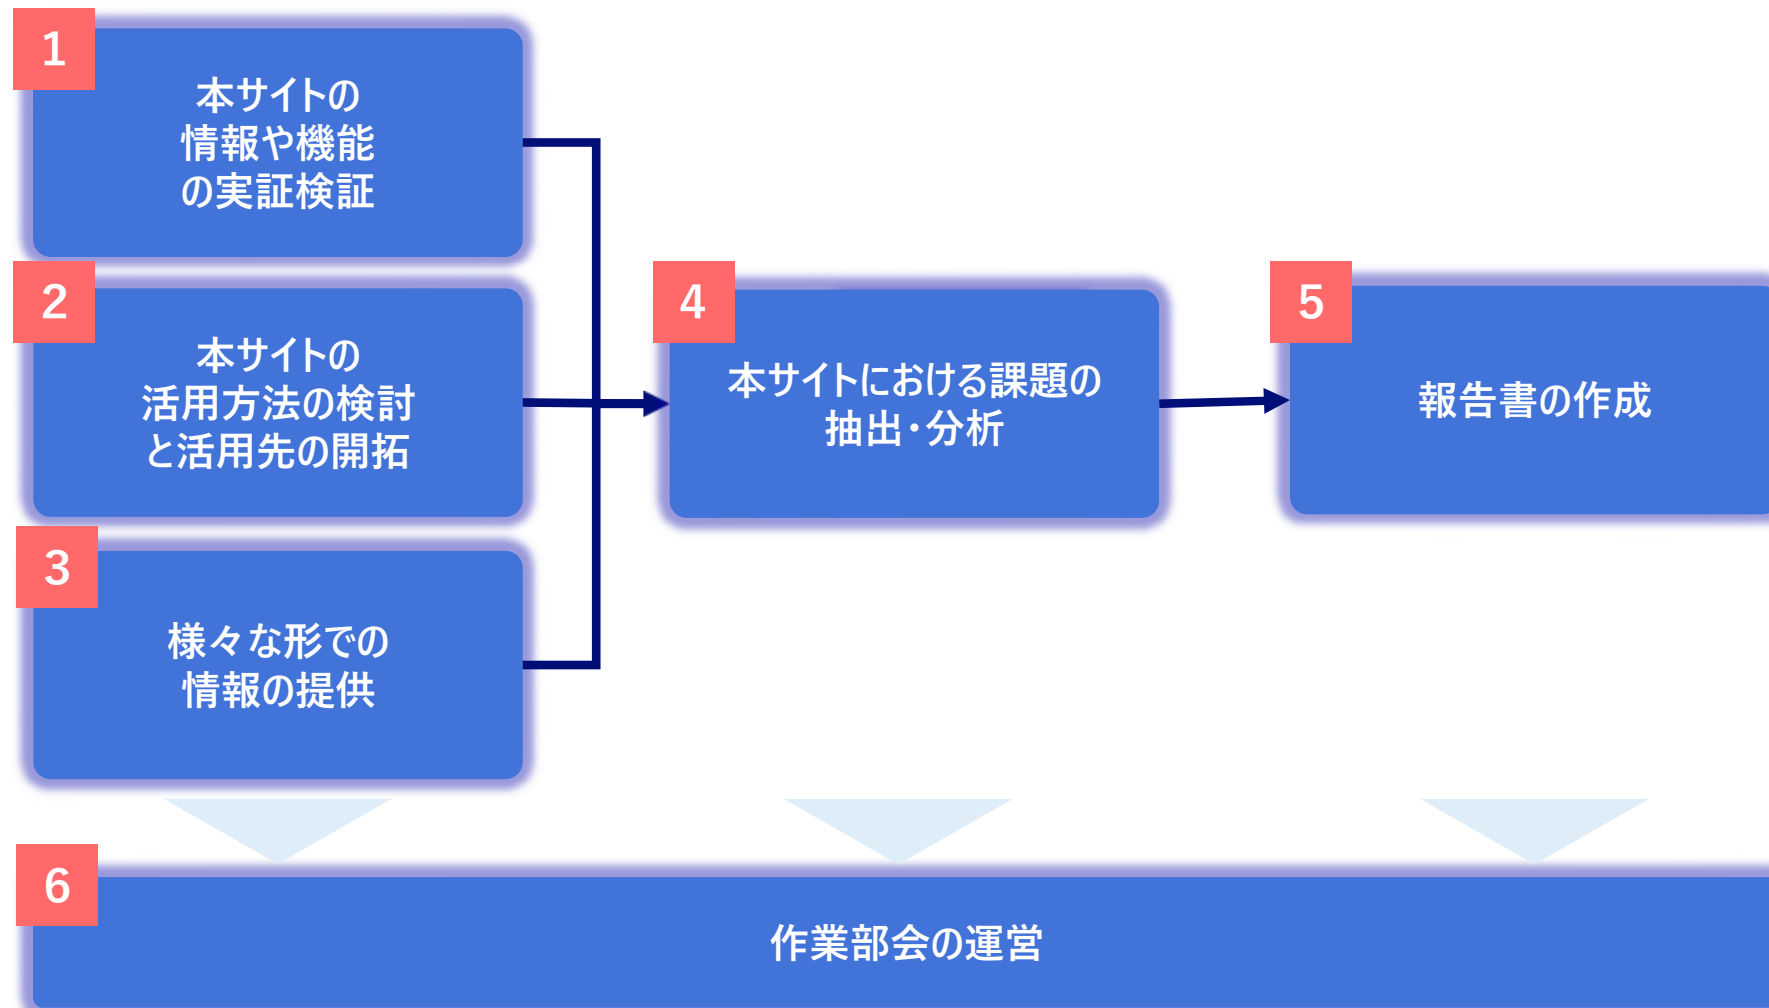 1
本サイトの
情報や機能
の実証検証
2
本サイトの
活用方法の検討
と活用先の開拓
3
様々な形での
情報の提供
4
本サイトにおける課題の
抽出・分析
5
報告書の作成
6
作業部会の運営